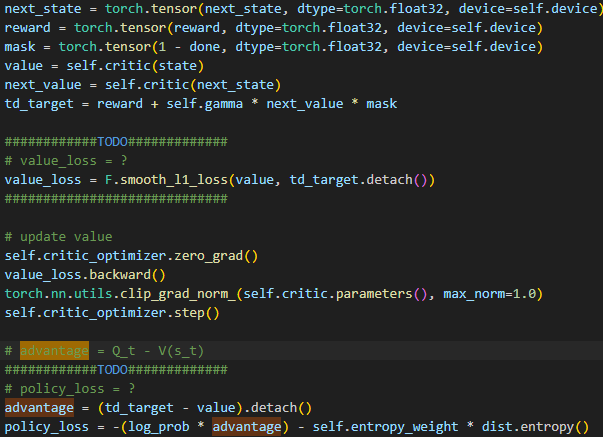 next_state = torch.tensor(next_state, dtype=torch.float32, device=self.device)
reward = torch.tensor(reward, dtype=torch.float32, device=self.device)
mask = torch.tensor(1 - done, dtype=torch.float32, device=self.device)
value = self.critic(state)
next_value = self.critic(next_state)
td_target = reward + self.gamma * next_value * mask
############TODO#############
# value_loss = ?
value_loss = F.smooth_l1_loss(value, td_target.detach())
#############################
# update value
self.critic_optimizer.zero_grad()
value_loss.backward()
torch.nn.utils.clip_grad_norm_(self.critic.parameters(), max_norm=1.0)
self.critic_optimizer.step()
# advantage = Q_t - V(s_t)
############TODO#############
# policy_loss = ?
advantage = (td_target - value).detach()
policy_loss = -(log_prob * advantage) - self.entropy_weight * dist.entropy()